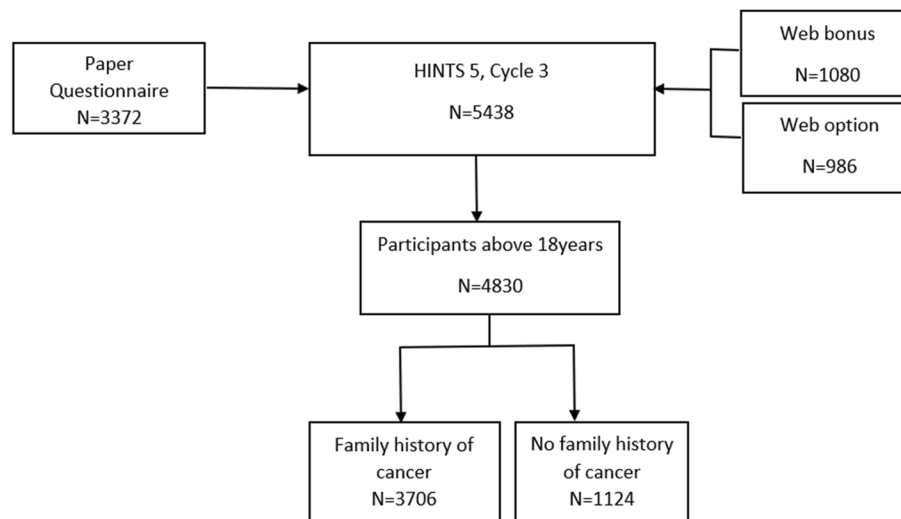 Paper
Questionnaire
N=3372
HINTS 5, Cycle 3
N=5438
Web bonus
N=1080
Web option
N=986
Participants above 18years
N=4830
Family history of
cancer
N=3706
No family history
of cancer
N=1124